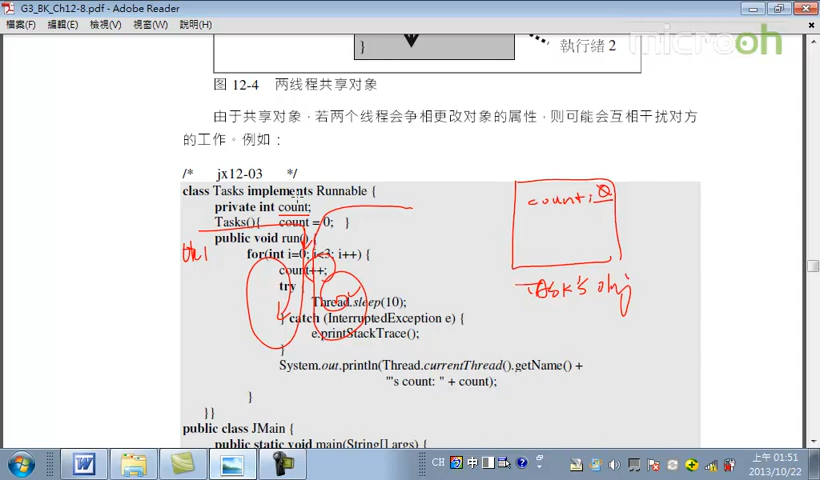 G3_BK_Ch12-8.pdf - Adobe Reader
檔案(F) 編輯(E) 檢視(V) 視窗(W) 說明(H)
microoh
} 執行绪 2
图 12-4 两线程共享对象
由于共享对象，若两个线程会争相更改对象的属性，则可能会互相干扰对方
的工作。例如：
/* jx12-03 */
class Tasks implements Runnable {
private int count;
count: 0
Tasks(){ count = 0; }
public void run() {
for(int i=0; i<3; i++) {
count++;
try
Task's obj
Thread.sleep(10);
} catch (InterruptedException e) {
e.printStackTrace();
}
System.out.println(Thread.currentThread().getName() +
"'s count: " + count);
}
}}
public class JMain {
public static void main(String[] args) {
CH 中
上午 01:51
2013/10/22